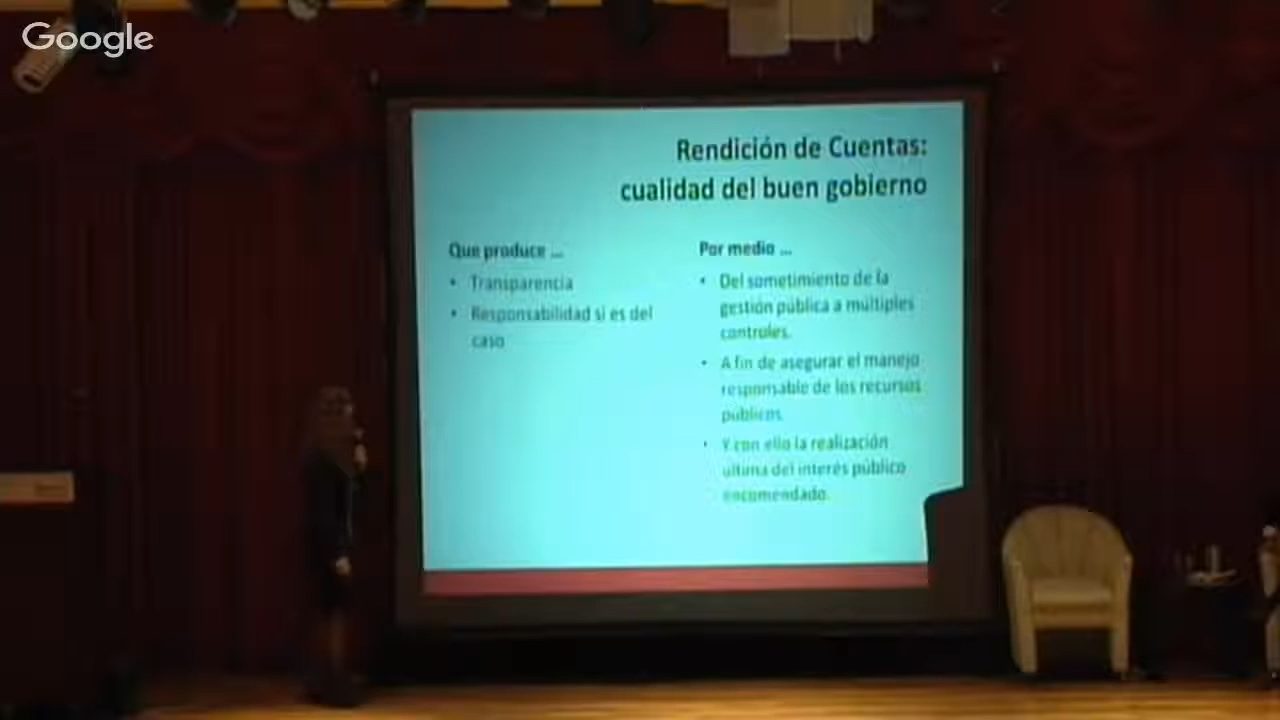 Google
Rendición de Cuentas:
cualidad del buen gobierno
Que produce ...
• Transparencia
• Responsabilidad si es del
caso
Por medio ...
• Del sometimiento de la
gestión pública a múltiples
controles.
• A fin de asegurar el manejo
responsable de los recursos
públicos.
• Y con ello la realización
última del interés público
encomendado.